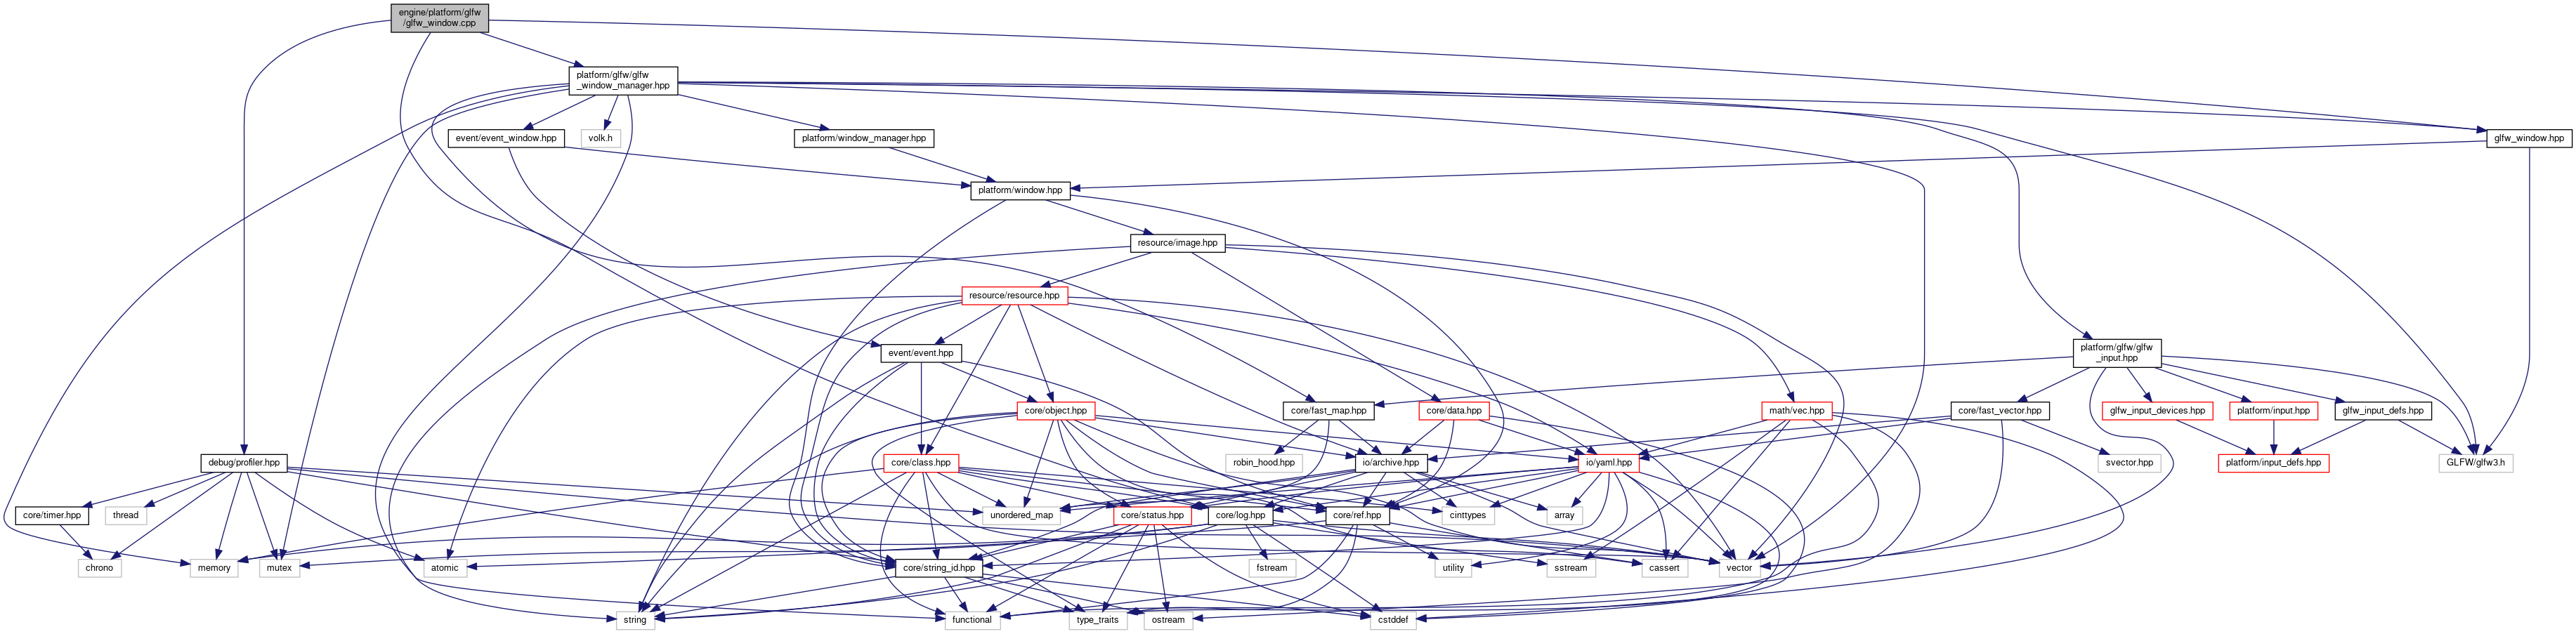 engine/platform/glfw
/glfw_window.cpp
platform/glfw/glfw
_window_manager.hpp
event/event_window.hpp
volk.h
platform/window_manager.hpp
glfw_window.hpp
platform/window.hpp
resource/image.hpp
resource/resource.hpp
event/event.hpp
platform/glfw/glfw
_input.hpp
core/object.hpp
core/fast_map.hpp
core/data.hpp
math/vec.hpp
core/fast_vector.hpp
glfw_input_devices.hpp
platform/input.hpp
glfw_input_defs.hpp
debug/profiler.hpp
core/class.hpp
robin_hood.hpp
io/archive.hpp
io/yaml.hpp
svector.hpp
platform/input_defs.hpp
GLFW/glfw3.h
core/timer.hpp
thread
unordered_map
core/status.hpp
core/log.hpp
core/ref.hpp
cinttypes
array
chrono
memory
mutex
atomic
core/string_id.hpp
fstream
utility
sstream
cassert
vector
string
functional
type_traits
ostream
cstddef